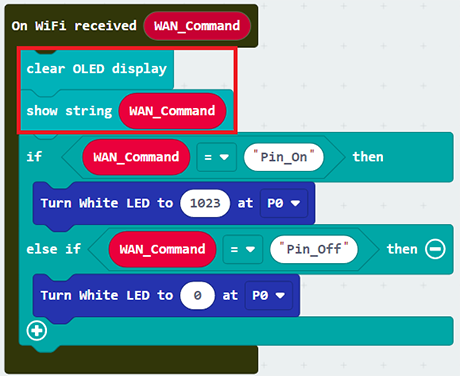 On WiFi received WAN_Command
clear OLED display
show string WAN_Command
if WAN_Command = "Pin_On" then
Turn White LED to 1023 at P0
else if WAN_Command = "Pin_Off" then
Turn White LED to 0 at P0